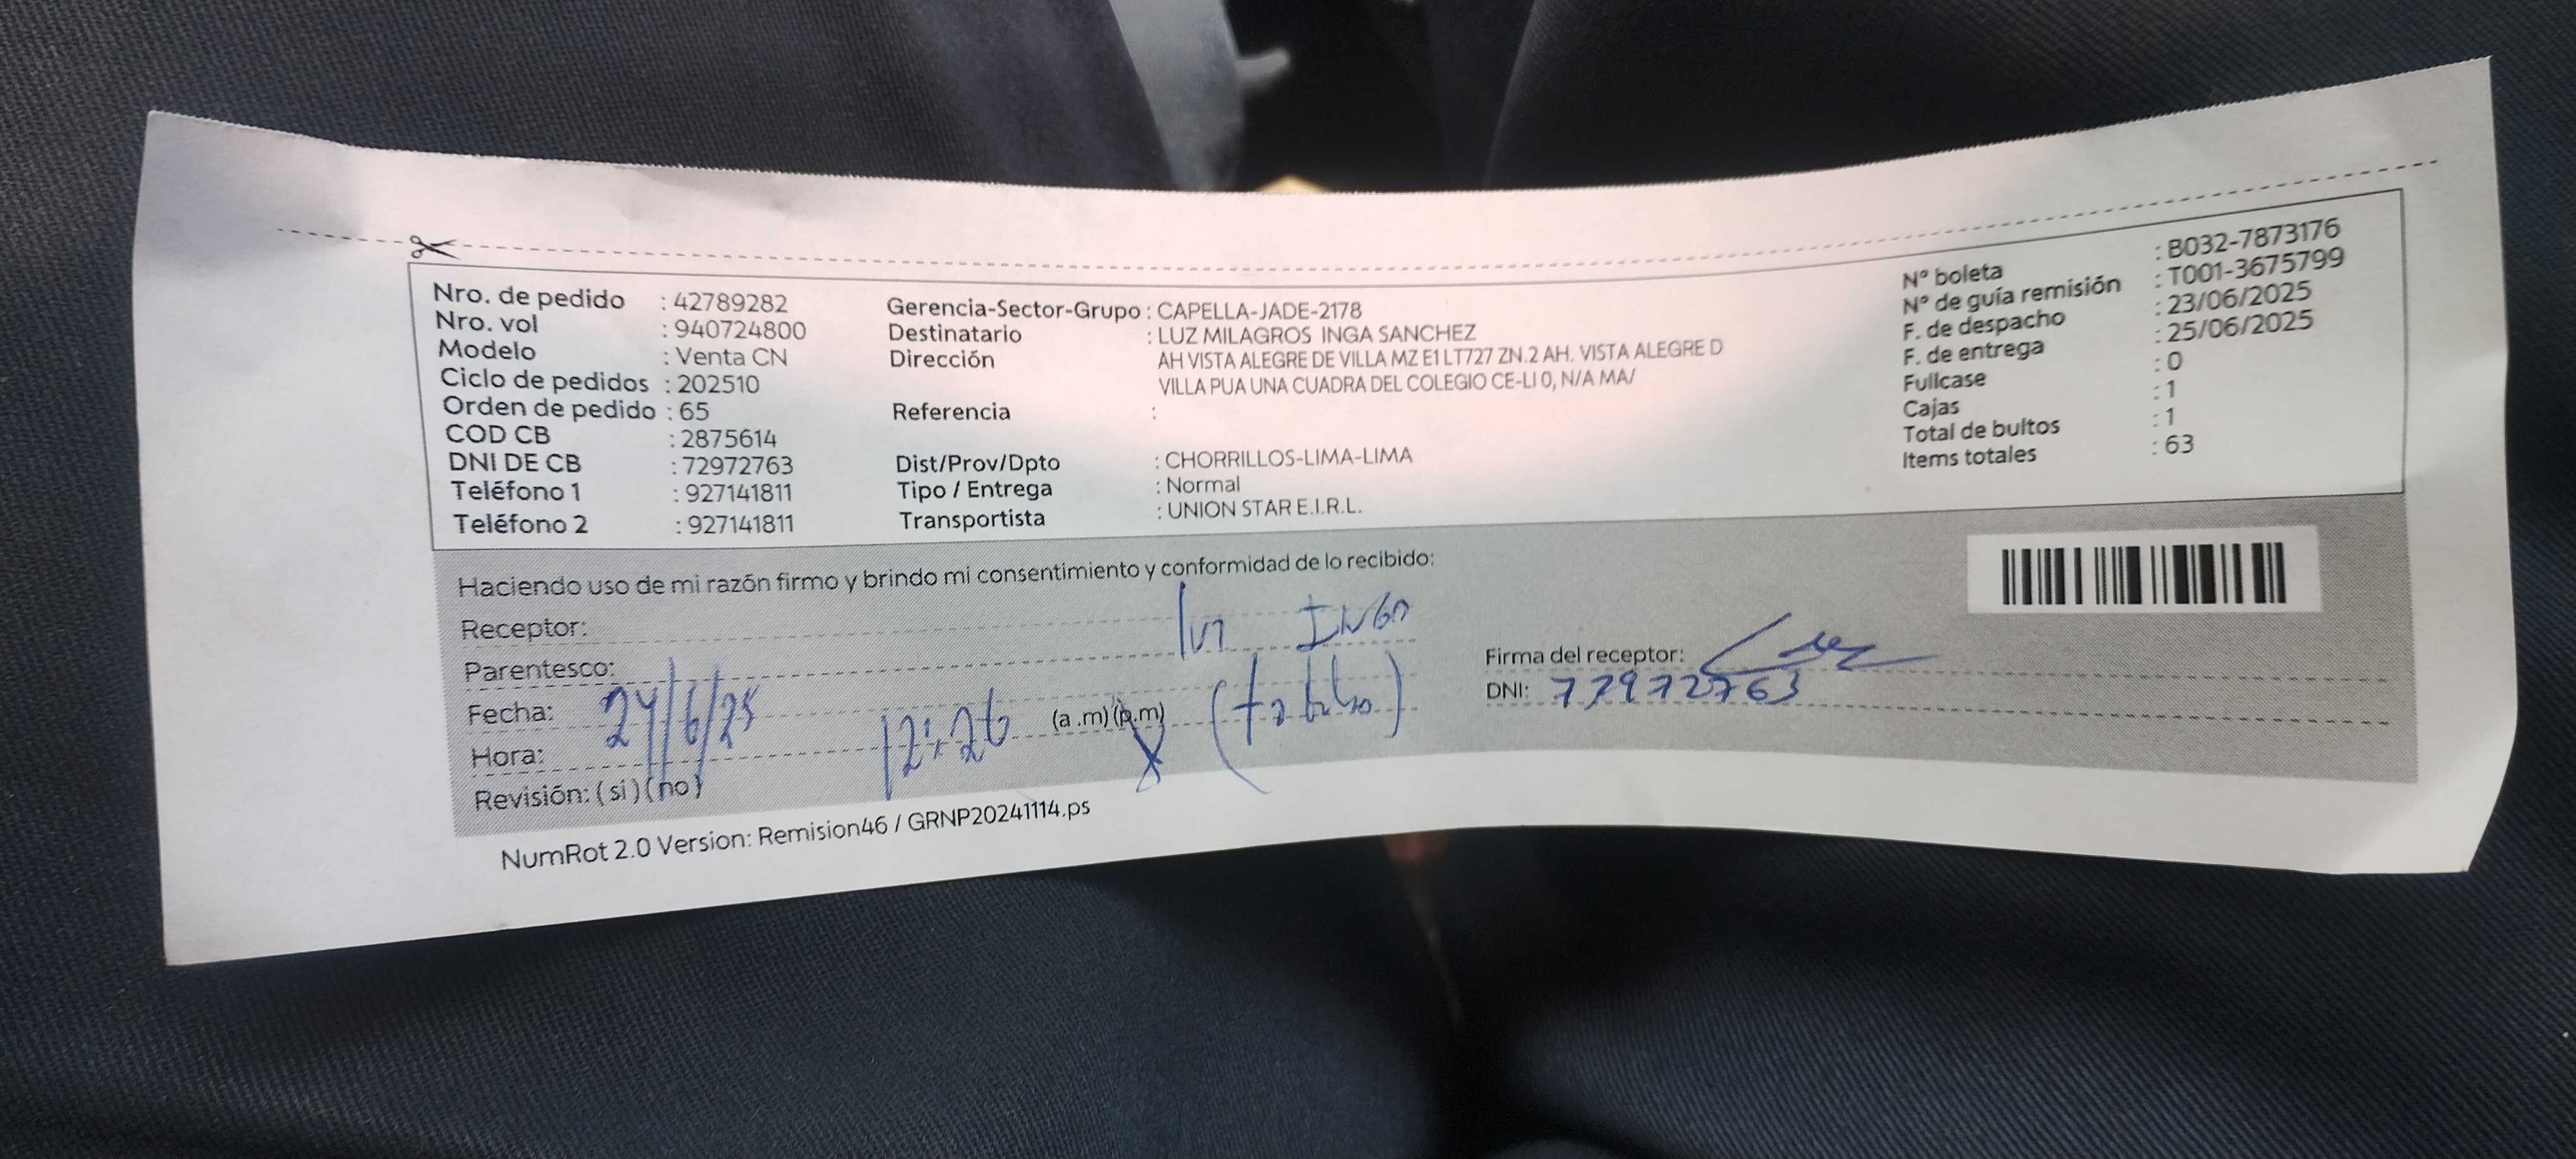 Nro. de pedido : 42789282
Nro. vol : 940724800
Modelo : Venta CN
Ciclo de pedidos : 202510
Orden de pedido : 65
COD CB : 2875614
DNI DE CB : 72972763
Teléfono 1 : 927141811
Teléfono 2 : 927141811
Gerencia-Sector-Grupo : CAPELLA-JADE-2178
Destinatario : LUZ MILAGROS INGA SANCHEZ
Dirección AH VISTA ALEGRE DE VILLA MZ E1 LT727 ZN.2 AH. VISTA ALEGRE D
VILLA PUA UNA CUADRA DEL COLEGIO CE-LI 0, N/A MA/
Referencia :
Dist/Prov/Dpto : CHORRILLOS-LIMA-LIMA
Tipo / Entrega : Normal
Transportista : UNION STAR E.I.R.L.
N° boleta : B032-7873176
N° de guía remisión : T001-3675799
F. de despacho : 23/06/2025
F. de entrega : 25/06/2025
Fullcase : 0
Cajas : 1
Total de bultos : 1
Items totales : 63
Haciendo uso de mi razón firmo y brindo mi consentimiento y conformidad de lo recibido:
Receptor: Inga
Parentesco:
Fecha: 24/6/25
Hora: 12:26 (a.m) (p.m)
Revisión: (si) (no)
Firma del receptor:
DNI: 77972763
NumRot 2.0 Version: Remision46 / GRNP20241114.ps